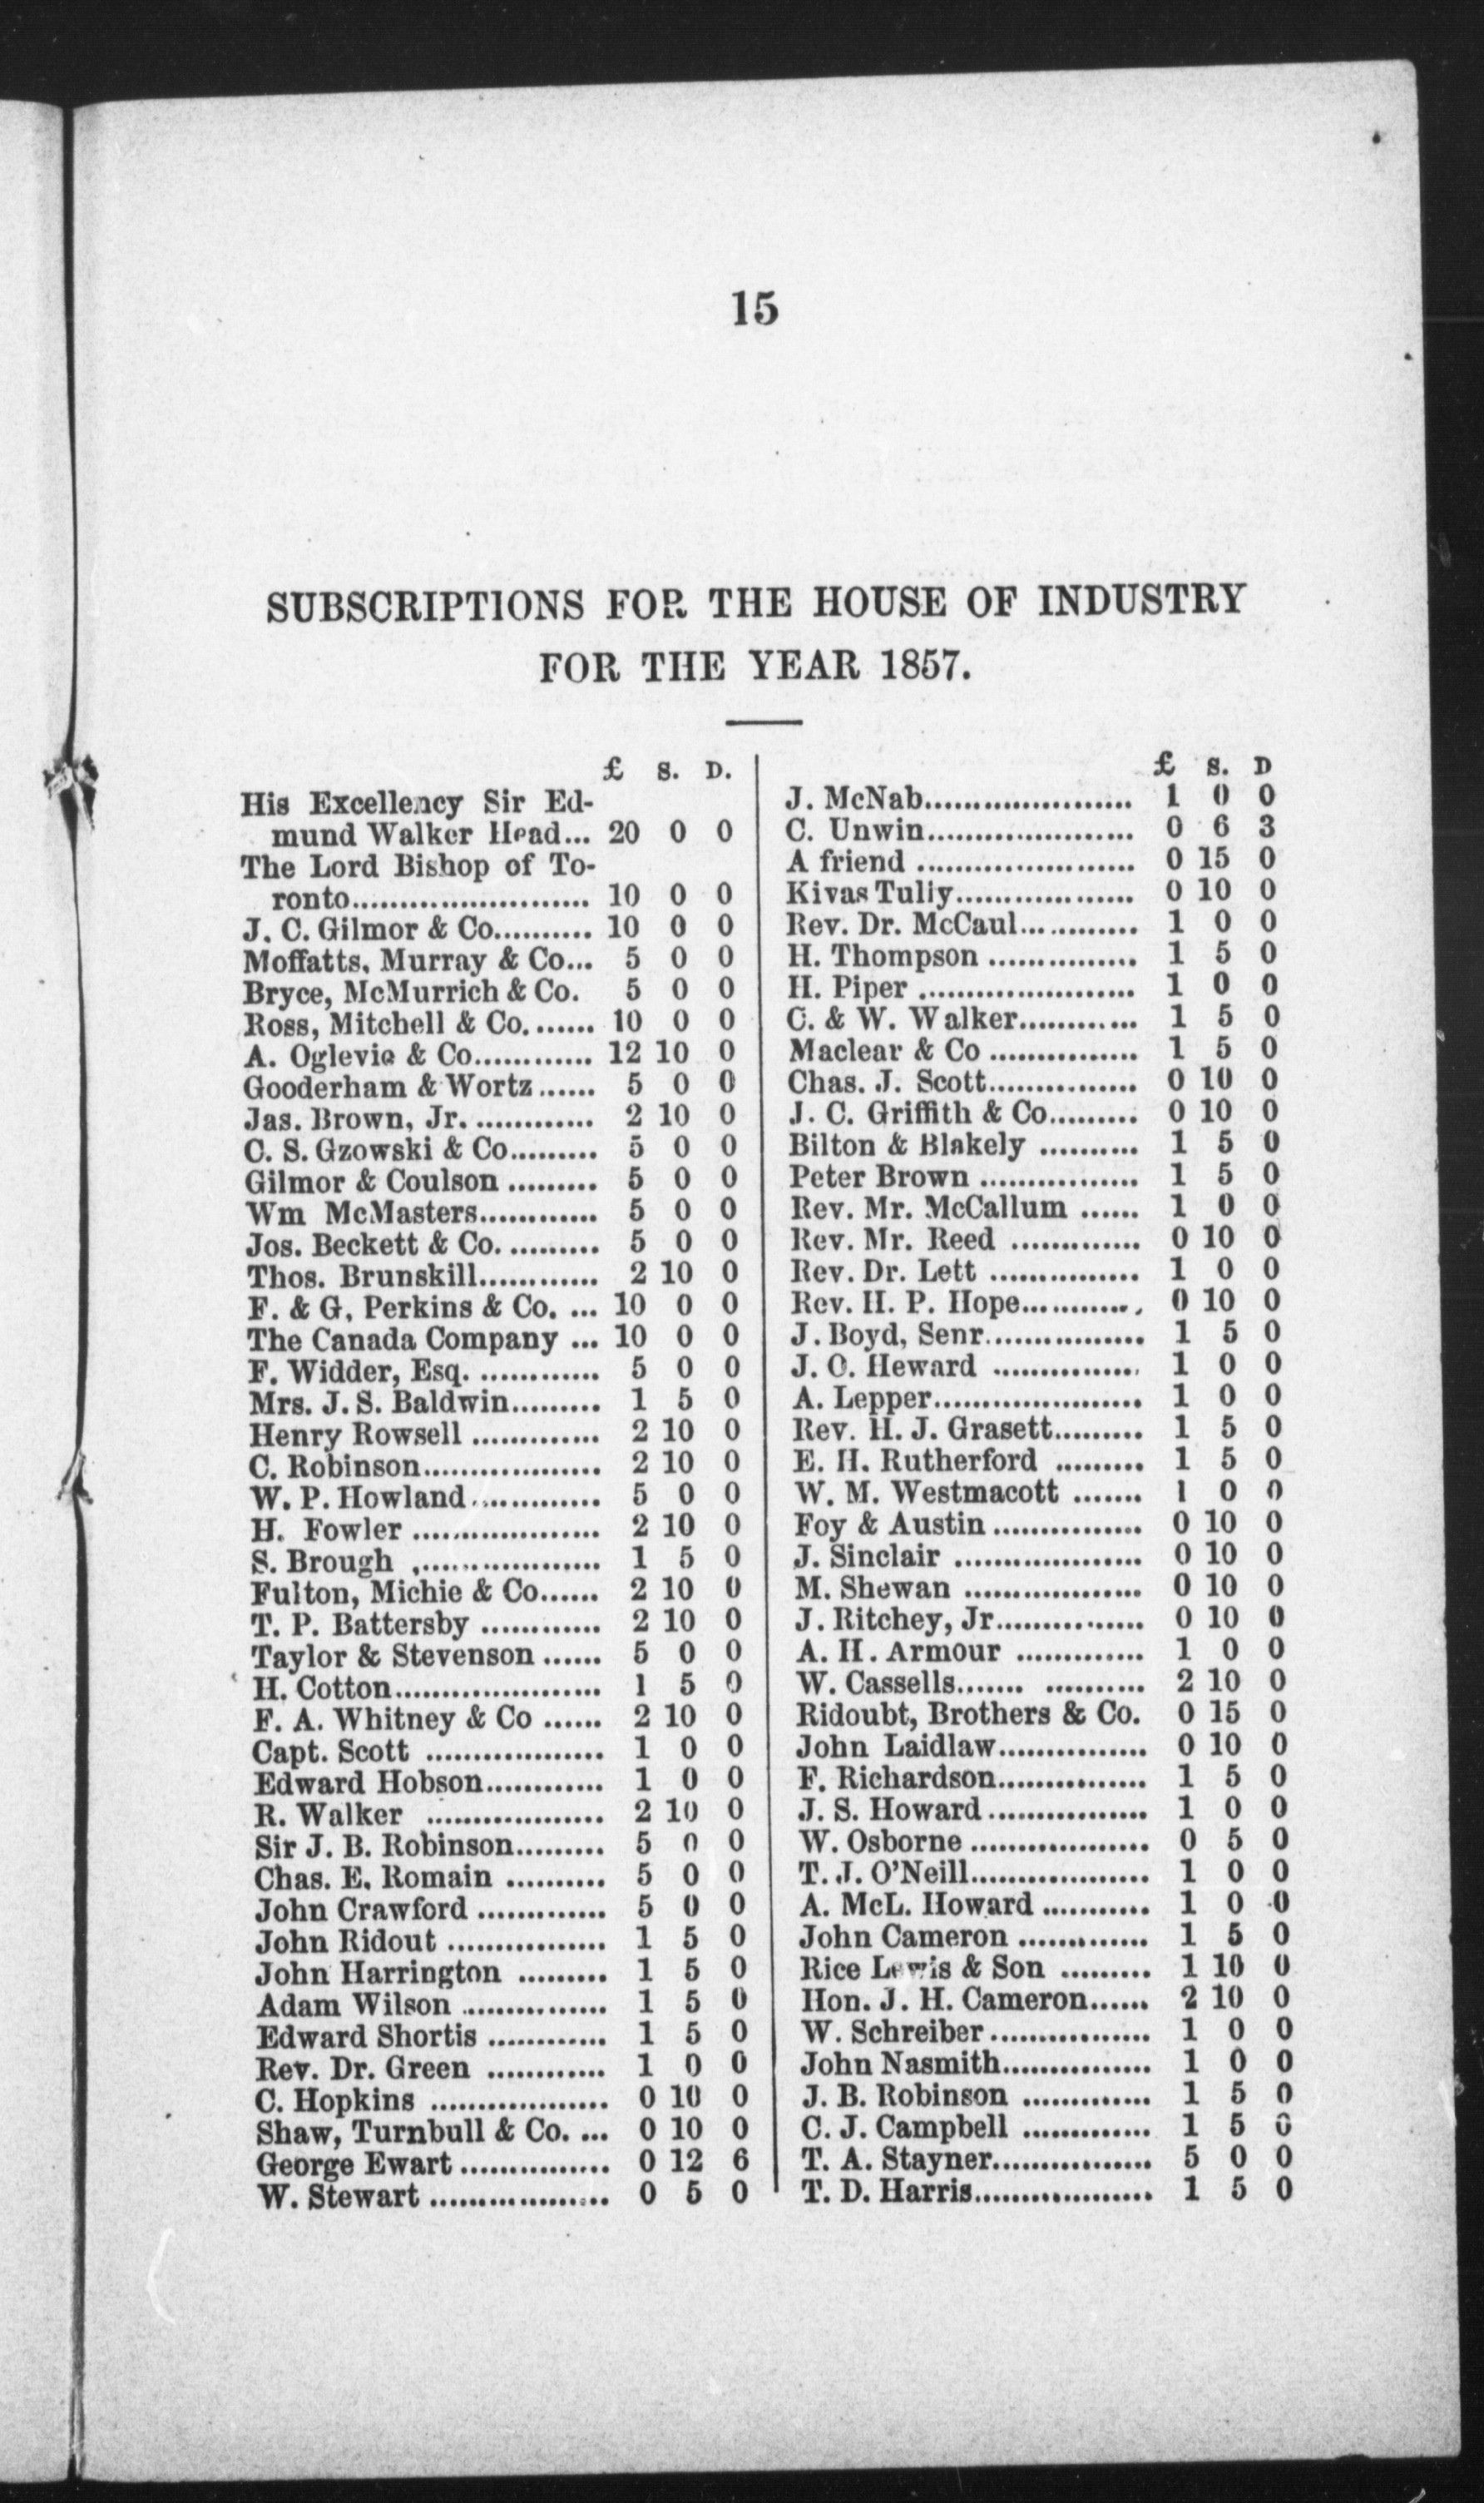 15
SUBSCRIPTIONS FOR THE HOUSE OF INDUSTRY
FOR THE YEAR 1857.
£ S. D.
His Excellency Sir Ed-
mund Walker Head... 20 0 0
The Lord Bishop of To-
ronto......................... 10 0 0
J. C. Gilmor & Co.......... 10 0 0
Moffatts, Murray & Co... 5 0 0
Bryce, McMurrich & Co. 5 0 0
Ross, Mitchell & Co....... 10 0 0
A. Oglevie & Co............ 12 10 0
Gooderham & Wortz...... 5 0 0
Jas. Brown, Jr. ............ 2 10 0
C. S. Gzowski & Co......... 5 0 0
Gilmor & Coulson ......... 5 0 0
Wm McMasters............ 5 0 0
Jos. Beckett & Co. ......... 5 0 0
Thos. Brunskill............ 2 10 0
F. & G. Perkins & Co. ... 10 0 0
The Canada Company ... 10 0 0
F. Widder, Esq. ............ 5 0 0
Mrs. J. S. Baldwin......... 1 5 0
Henry Rowsell ............. 2 10 0
C. Robinson.................. 2 10 0
W. P. Howland............. 5 0 0
H. Fowler ................... 2 10 0
S. Brough ................... 1 5 0
Fulton, Michie & Co...... 2 10 0
T. P. Battersby ............ 2 10 0
Taylor & Stevenson ...... 5 0 0
H. Cotton..................... 1 5 0
F. A. Whitney & Co ...... 2 10 0
Capt. Scott .................. 1 0 0
Edward Hobson............ 1 0 0
R. Walker .................. 2 10 0
Sir J. B. Robinson......... 5 0 0
Chas. E. Romain .......... 5 0 0
John Crawford ............. 5 0 0
John Ridout ................ 1 5 0
John Harrington ......... 1 5 0
Adam Wilson ............... 1 5 0
Edward Shortis ............ 1 5 0
Rev. Dr. Green ............ 1 0 0
C. Hopkins .................. 0 10 0
Shaw, Turnbull & Co. ... 0 10 0
George Ewart ............... 0 12 6
W. Stewart .................. 0 5 0
£ S. D
J. McNab..................... 1 0 0
C. Unwin..................... 0 6 3
A friend ...................... 0 15 0
Kivas Tully.................. 0 10 0
Rev. Dr. McCaul............ 1 0 0
H. Thompson ............... 1 5 0
H. Piper ...................... 1 0 0
C. & W. Walker............ 1 5 0
Maclear & Co ............... 1 5 0
Chas. J. Scott............... 0 10 0
J. C. Griffith & Co......... 0 10 0
Bilton & Blakely .......... 1 5 0
Peter Brown ................ 1 5 0
Rev. Mr. McCallum ...... 1 0 0
Rev. Mr. Reed ............. 0 10 0
Rev. Dr. Lett ............... 1 0 0
Rev. H. P. Hope............ 0 10 0
J. Boyd, Senr................ 1 5 0
J. O. Heward ............... 1 0 0
A. Lepper..................... 1 0 0
Rev. H. J. Grasett......... 1 5 0
E. H. Rutherford ......... 1 5 0
W. M. Westmacott ....... 1 0 0
Foy & Austin ............... 0 10 0
J. Sinclair ................... 0 10 0
M. Shewan .................. 0 10 0
J. Ritchey, Jr............... 0 10 0
A. H. Armour ............. 1 0 0
W. Cassells....... .......... 2 10 0
Ridoubt, Brothers & Co. 0 15 0
John Laidlaw............... 0 10 0
F. Richardson............... 1 5 0
J. S. Howard ................ 1 0 0
W. Osborne .................. 0 5 0
T. J. O'Neill.................. 1 0 0
A. McL. Howard ........... 1 0 0
John Cameron ............. 1 5 0
Rice Lewis & Son ......... 1 10 0
Hon. J. H. Cameron...... 2 10 0
W. Schreiber................ 1 0 0
John Nasmith............... 1 0 0
J. B. Robinson ............. 1 5 0
C. J. Campbell ............. 1 5 0
T. A. Stayner................ 5 0 0
T. D. Harris.................. 1 5 0